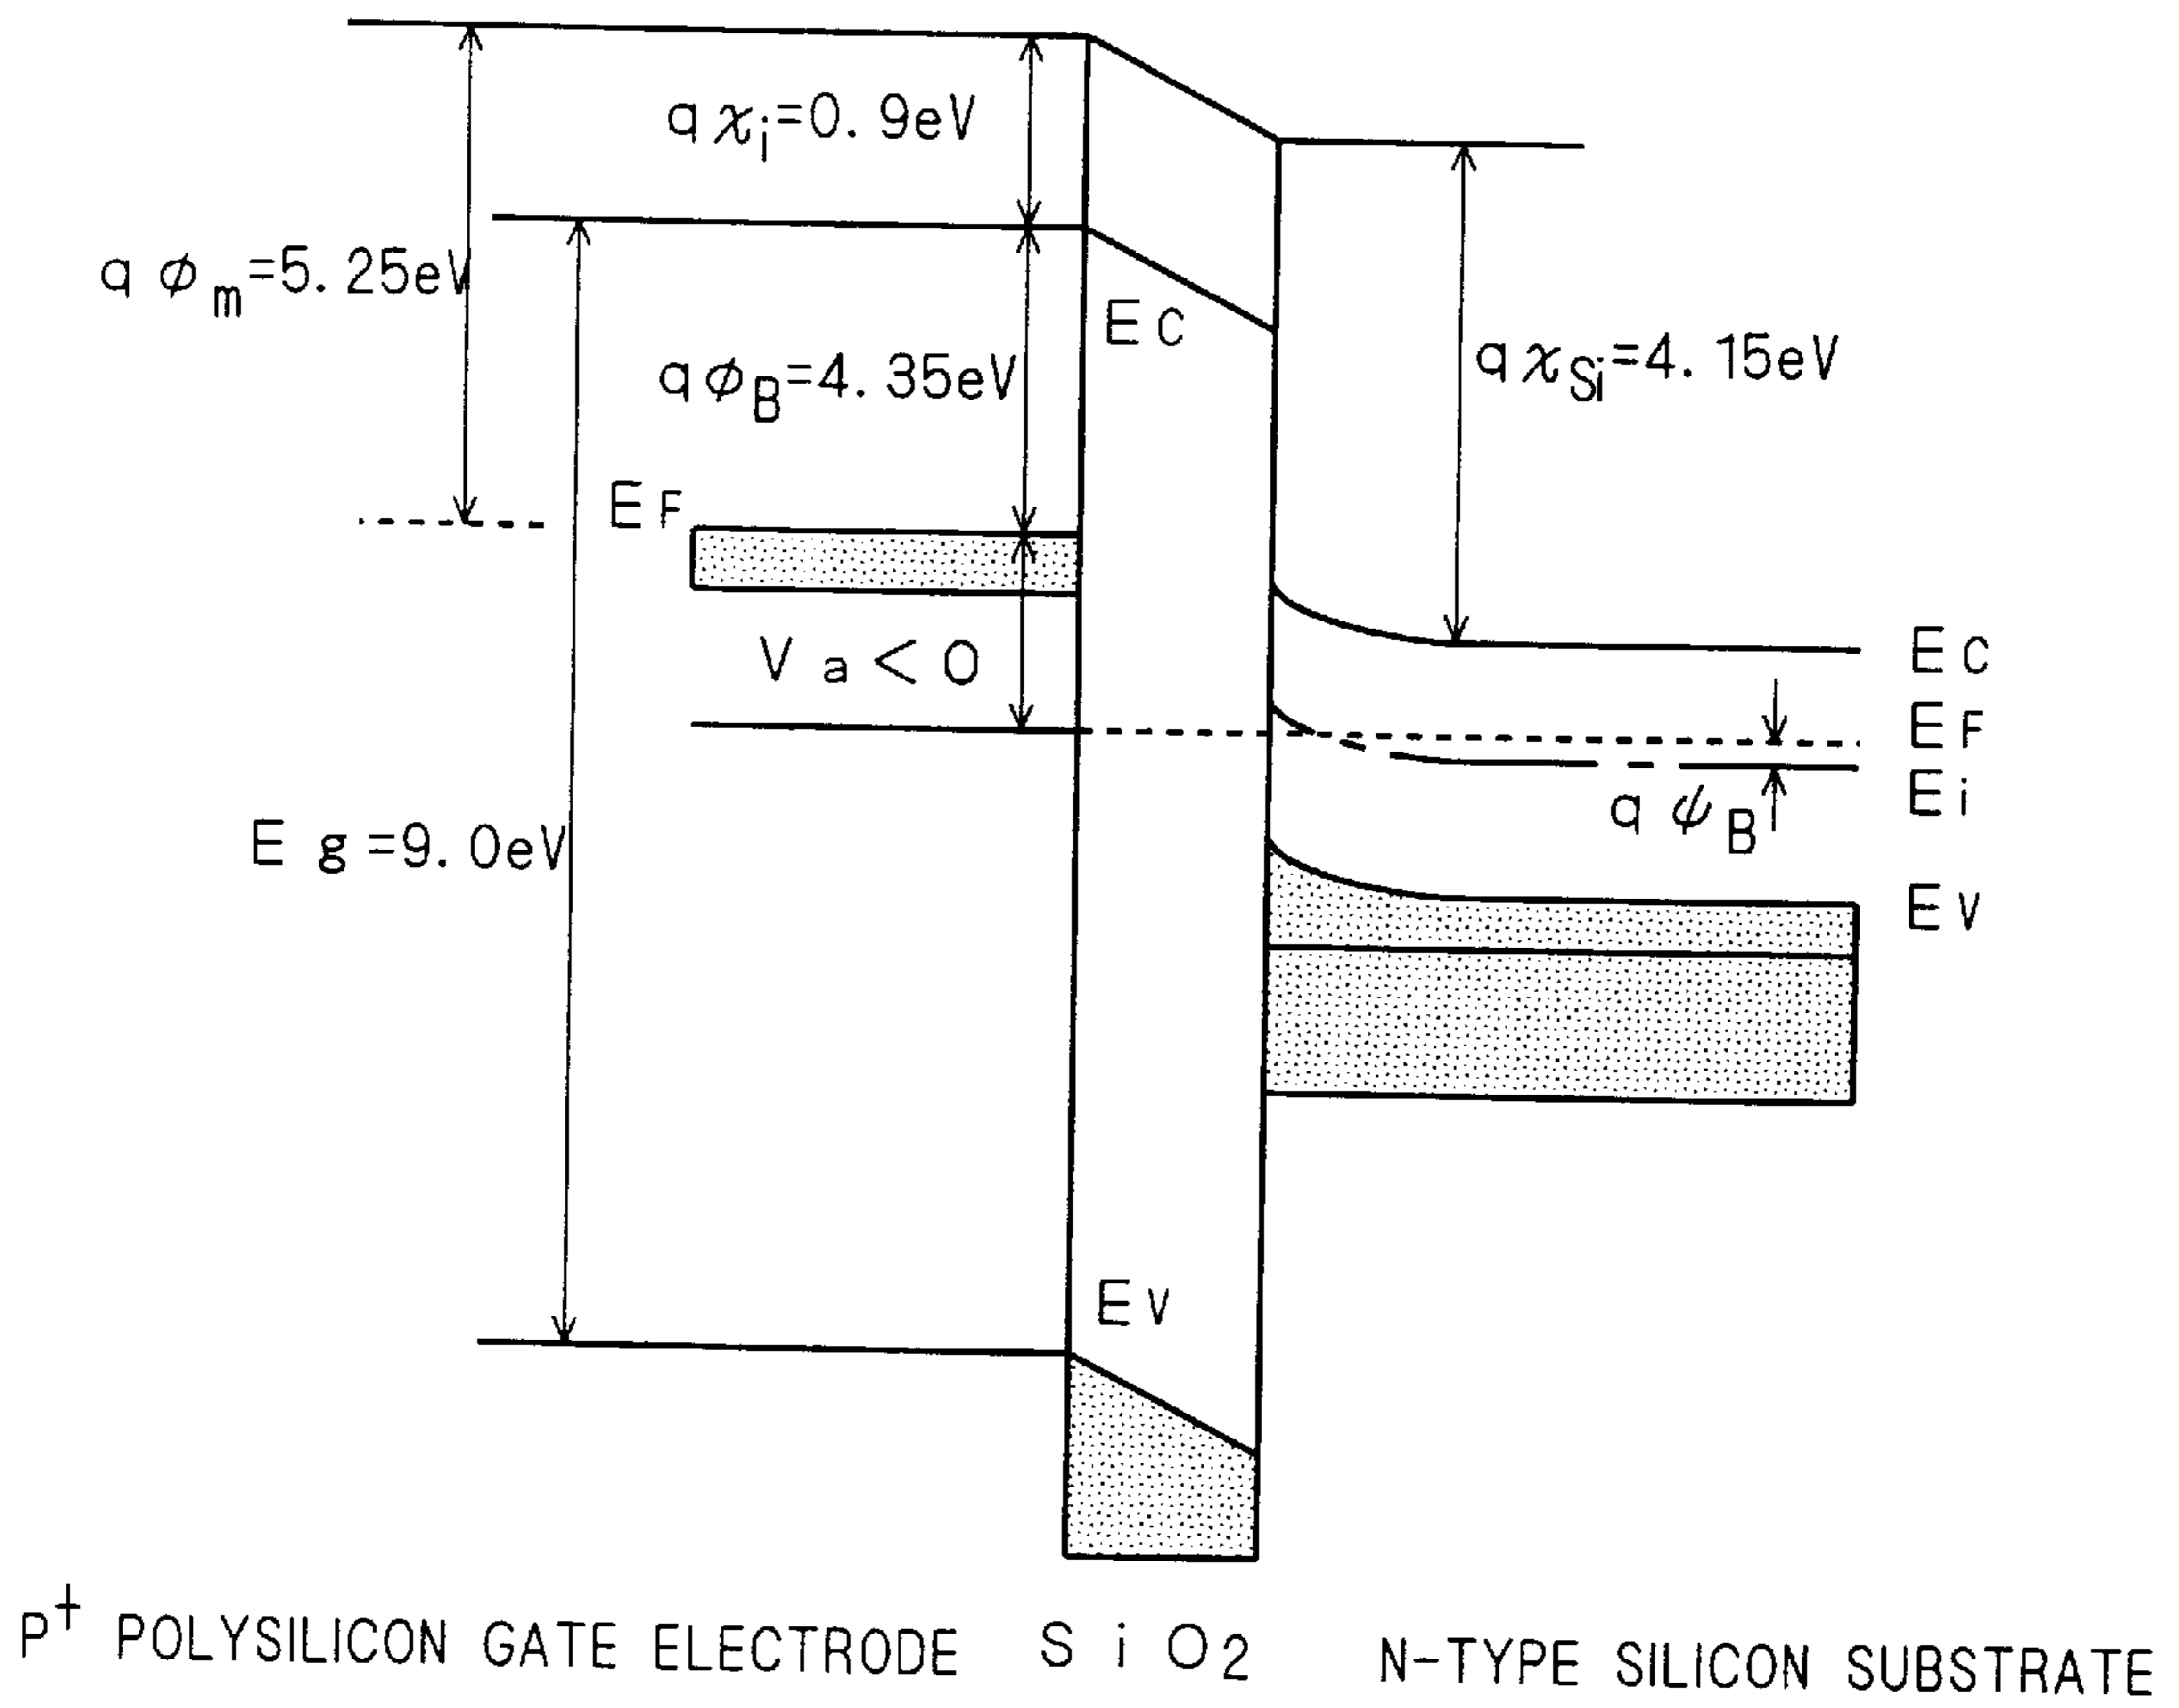 qχi=0.9eV
qφm=5.25eV
EC
qφB=4.35eV
qχSi=4.15eV
EF
Va<0
EC
EF
Ei
qψB
Eg=9.0eV
EV
EV
P+ POLYSILICON GATE ELECTRODE SiO2 N-TYPE SILICON SUBSTRATE